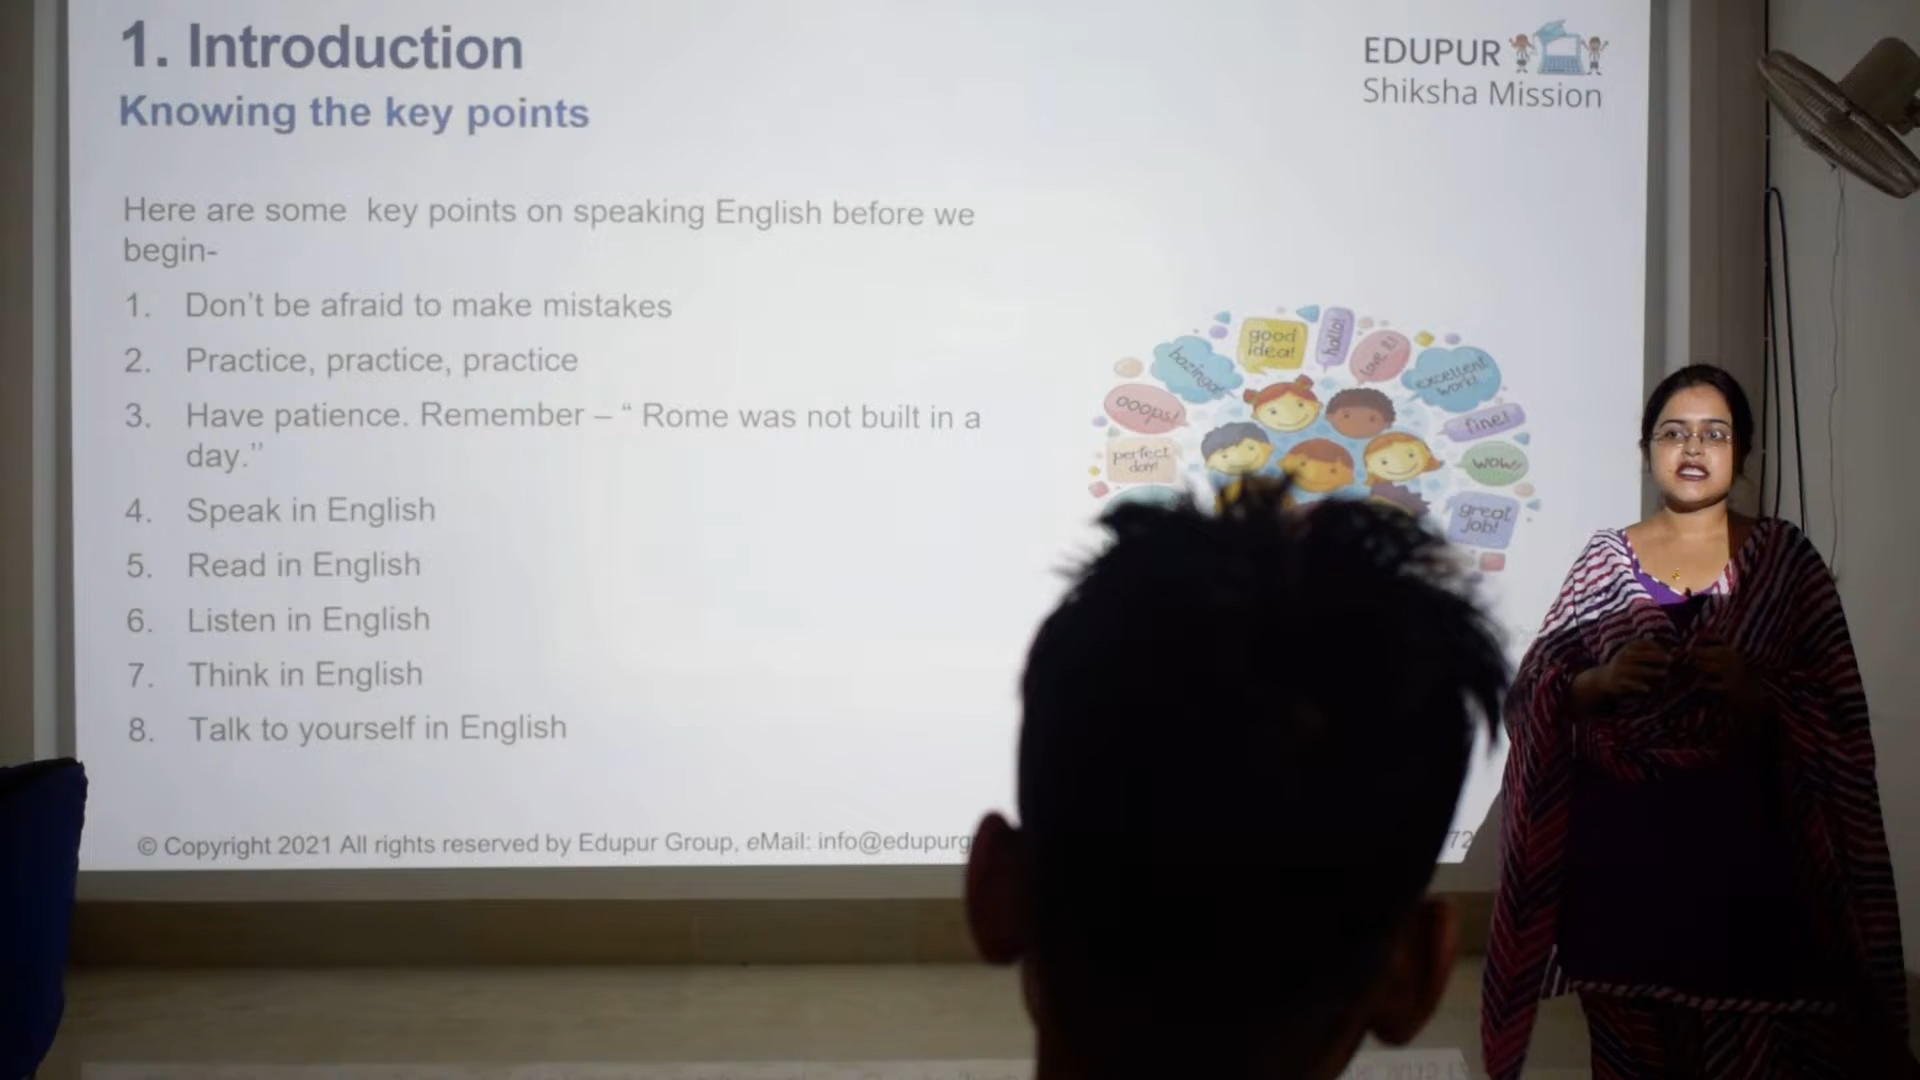 1. Introduction
Knowing the key points
EDUPUR
Shiksha Mission
Here are some key points on speaking English before we
begin-
1. Don't be afraid to make mistakes
2. Practice, practice, practice
3. Have patience. Remember – “ Rome was not built in a
day.”
4. Speak in English
5. Read in English
6. Listen in English
7. Think in English
8. Talk to yourself in English
good
idea!
hallo!
love it!
bazinga!
excellent
work!
ooops!
fine!
perfect
day!
wow!
great
job!
© Copyright 2021 All rights reserved by Edupur Group, eMail: info@edupurg
72